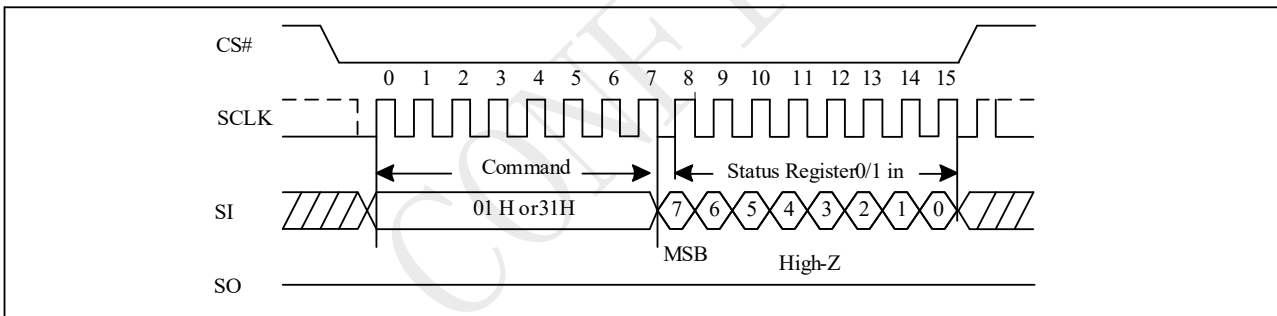 CS#
0 1 2 3 4 5 6 7 8 9 10 11 12 13 14 15
SCLK
Command
Status Register0/1 in
SI
01 H or31H
7 6 5 4 3 2 1 0
MSB
High-Z
SO